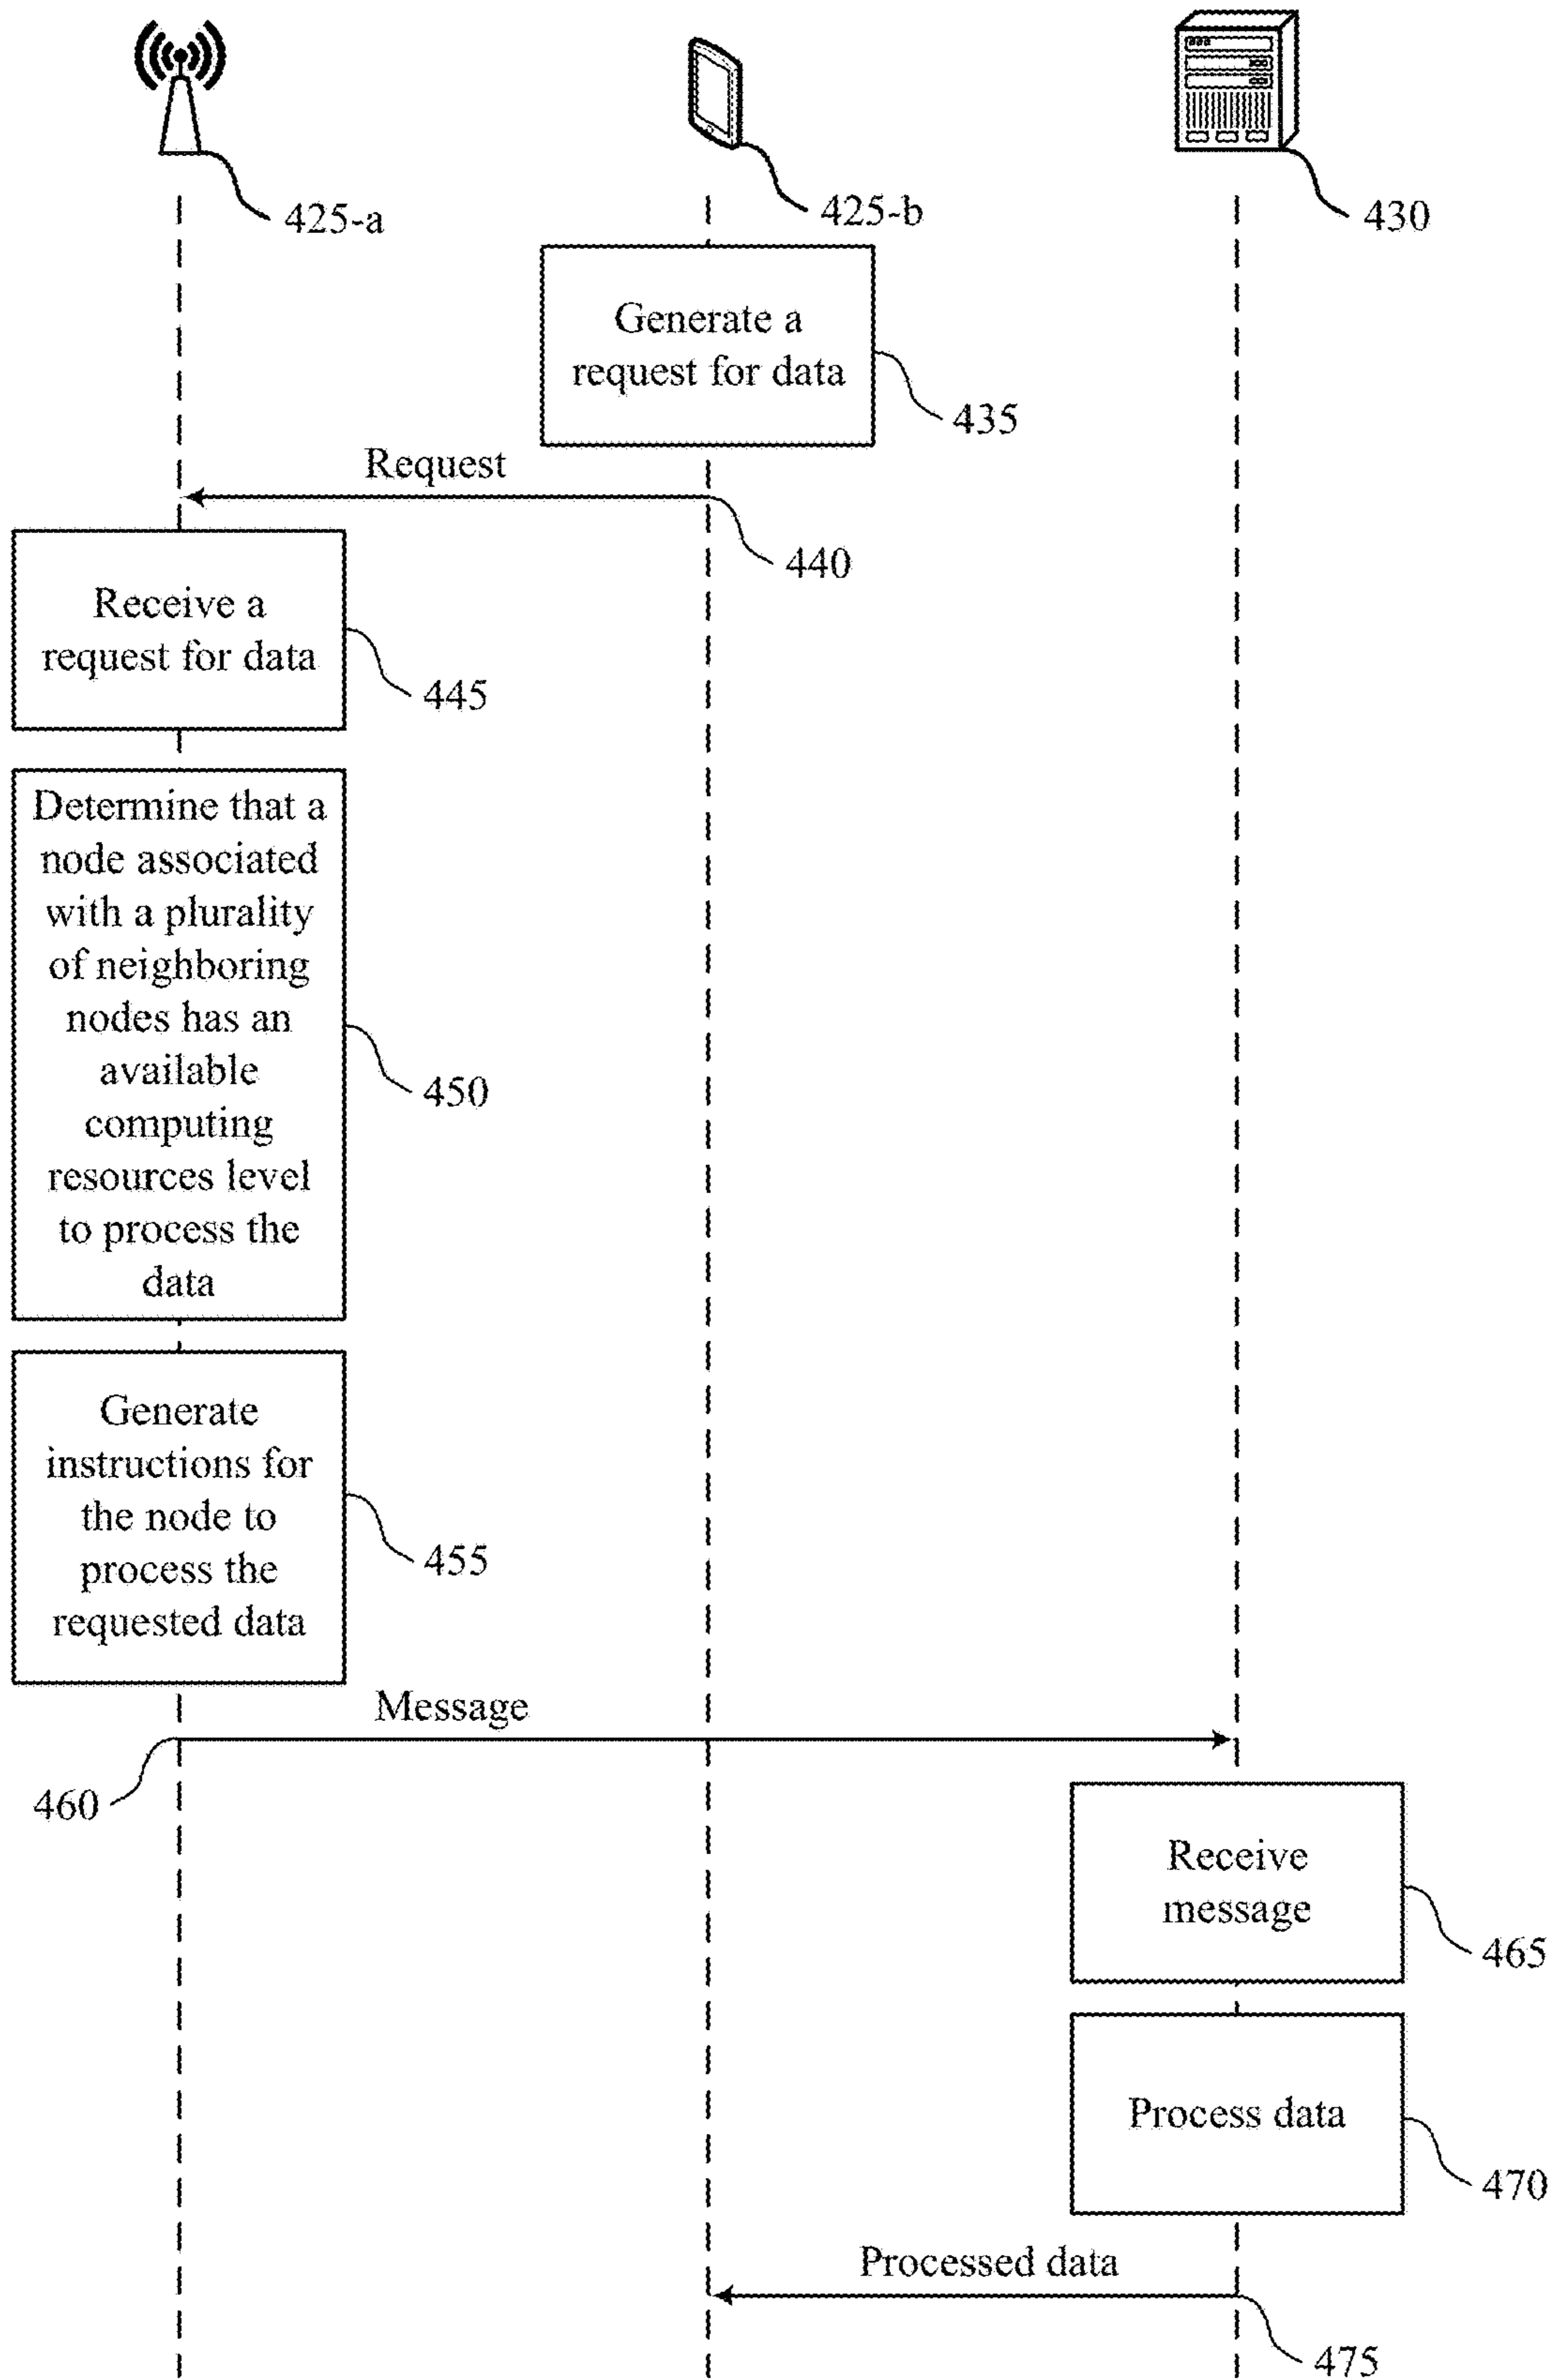 425-a
425-b
430
Generate a
request for data
435
Request
440
Receive a
request for data
445
Determine that a
node associated
with a plurality
of neighboring
nodes has an
available
computing
resources level
to process the
data
450
Generate
instructions for
the node to
process the
requested data
455
Message
460
Receive
message
465
Process data
470
Processed data
475